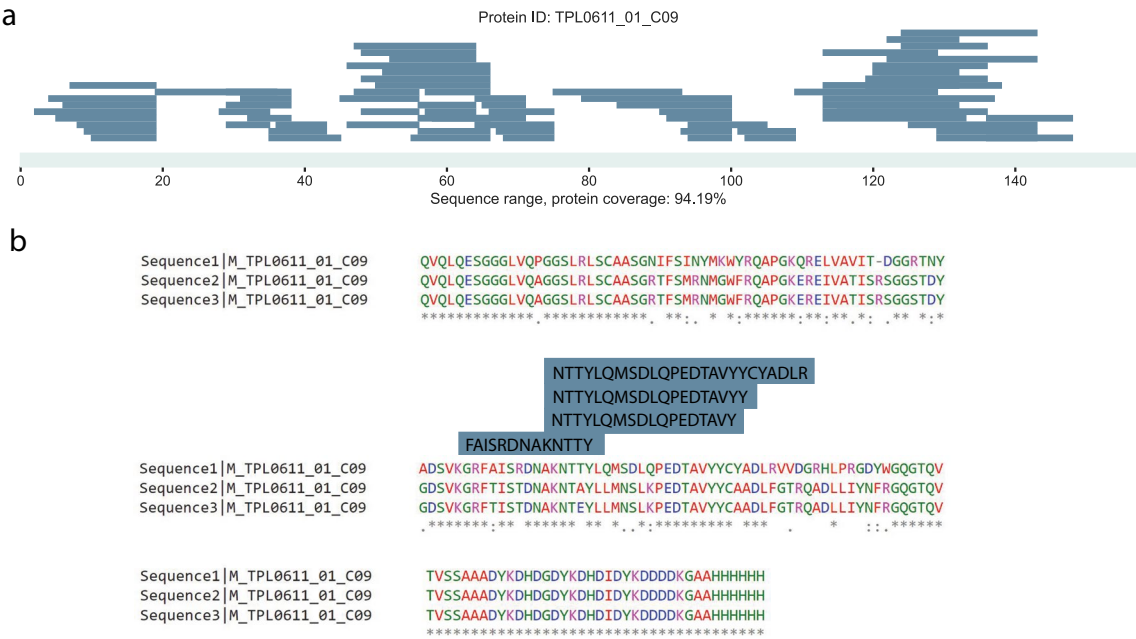 a
Protein ID: TPL0611_01_C09
0 20 40 60 80 100 120 140
Sequence range, protein coverage: 94.19%
b
Sequence1|M_TPL0611_01_C09 QVQLQESGGGLVQPGGSLRLSCAASGNIFSINYMKWYRQAPGKQRELVAVIT-DGGRTNY
Sequence2|M_TPL0611_01_C09 QVQLQESGGGLVQAGGSLRLSCAASGRTFSMRNMGWFRQAPGKEREIVATISRSGGSTDY
Sequence3|M_TPL0611_01_C09 QVQLQESGGGLVQAGGSLRLSCAASGRTFSMRNMGWFRQAPGKEREIVATISRSGGSTDY
*************.************. **:. * *:******:**:**.*: .** *:*
NTTYLQMSDLQPEDTAVYYCYADLR
NTTYLQMSDLQPEDTAVYY
NTTYLQMSDLQPEDTAVY
FAISRDNAKNTTY
Sequence1|M_TPL0611_01_C09 ADSVKGRFAISRDNAKNTTYLQMSDLQPEDTAVYYCYADLRVVDGRHLPRGDYWGQGTQV
Sequence2|M_TPL0611_01_C09 GDSVKGRFTISTDNAKNTAYLLMNSLKPEDTAVYYCAADLFGTRQADLLIYNFRGQGTQV
Sequence3|M_TPL0611_01_C09 GDSVKGRFTISTDNAKNTEYLLMNSLKPEDTAVYYCAADLFGTRQADLLIYNFRGQGTQV
.*******:** ****** ** *..*:********* *** . * ::.******
Sequence1|M_TPL0611_01_C09 TVSSAAADYKDHDGDYKDHDIDYKDDDDKGAAHHHHHH
Sequence2|M_TPL0611_01_C09 TVSSAAADYKDHDGDYKDHDIDYKDDDDKGAAHHHHHH
Sequence3|M_TPL0611_01_C09 TVSSAAADYKDHDGDYKDHDIDYKDDDDKGAAHHHHHH
**************************************